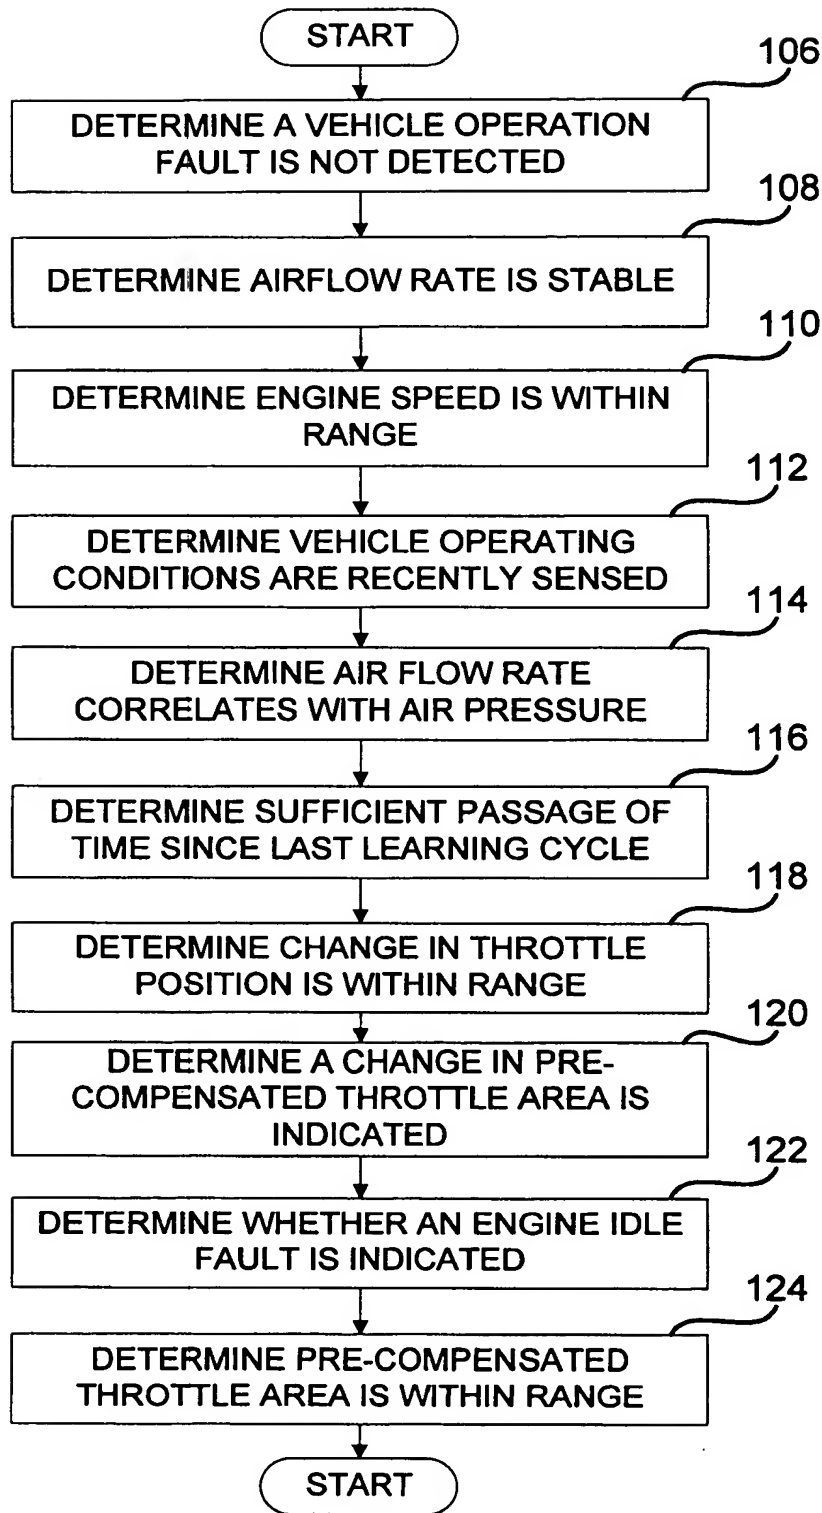 START
106
DETERMINE A VEHICLE OPERATION
FAULT IS NOT DETECTED
108
DETERMINE AIRFLOW RATE IS STABLE
110
DETERMINE ENGINE SPEED IS WITHIN
RANGE
112
DETERMINE VEHICLE OPERATING
CONDITIONS ARE RECENTLY SENSED
114
DETERMINE AIR FLOW RATE
CORRELATES WITH AIR PRESSURE
116
DETERMINE SUFFICIENT PASSAGE OF
TIME SINCE LAST LEARNING CYCLE
118
DETERMINE CHANGE IN THROTTLE
POSITION IS WITHIN RANGE
120
DETERMINE A CHANGE IN PRE-
COMPENSATED THROTTLE AREA IS
INDICATED
122
DETERMINE WHETHER AN ENGINE IDLE
FAULT IS INDICATED
124
DETERMINE PRE-COMPENSATED
THROTTLE AREA IS WITHIN RANGE
START